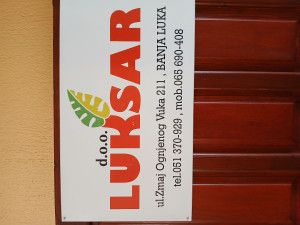 d.o.o.
LUKSAR
ul.Zmaj Ognjenog Vuka 211 , BANJA LUKA
tel.051 370-929 , mob.065 690-408